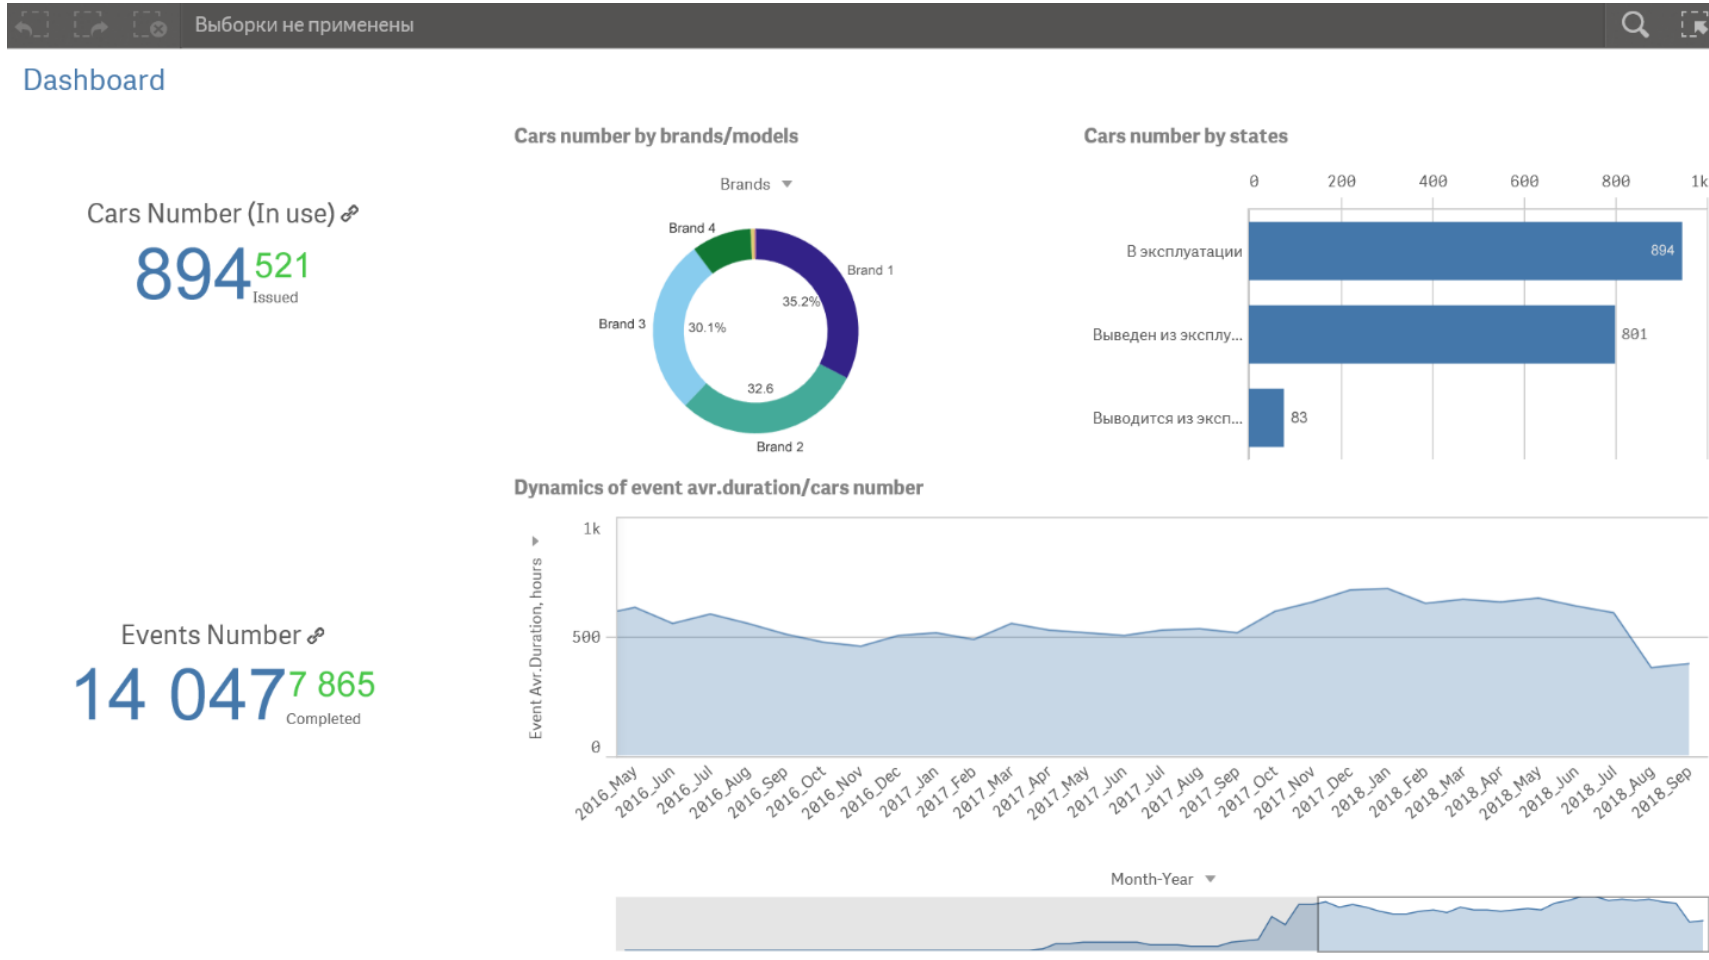 Выборки не применены
Dashboard
Cars Number (In use)
894
521
Issued
Cars number by brands/models
Brands
Brand 4
Brand 1
35.2%
Brand 3
30.1%
32.6
Brand 2
Cars number by states
0 200 400 600 800 1k
В эксплуатации
894
Выведен из эксплу...
801
Выводится из эксп...
83
Events Number
14 047
7 865
Completed
Dynamics of event avr.duration/cars number
Event Avr.Duration, hours
1k
500
0
2016_May 2016_Jun 2016_Jul 2016_Aug 2016_Sep 2016_Oct 2016_Nov 2016_Dec 2017_Jan 2017_Feb 2017_Mar 2017_Apr 2017_May 2017_Jun 2017_Jul 2017_Aug 2017_Sep 2017_Oct 2017_Nov 2017_Dec 2018_Jan 2018_Feb 2018_Mar 2018_Apr 2018_May 2018_Jun 2018_Jul 2018_Aug 2018_Sep
Month-Year